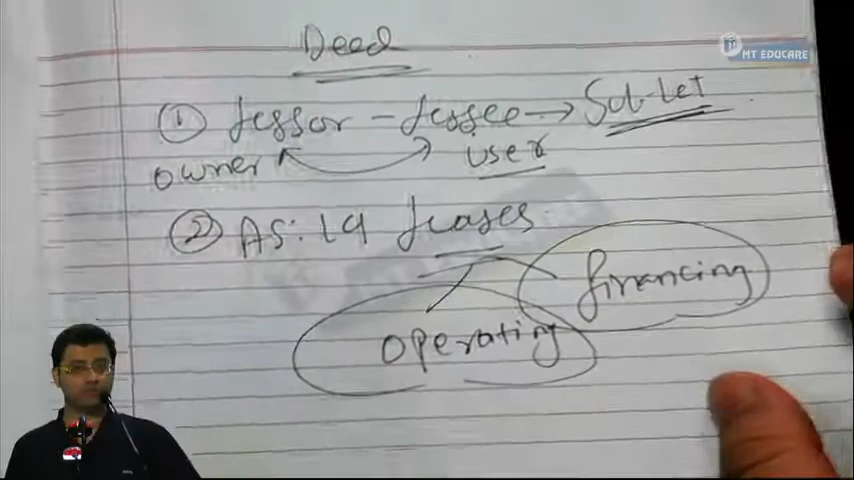 Deed
MT EDUCARE
① Lessor - Lessee → Sub-Let
owner user
② AS: 19 Leases
financing
operating